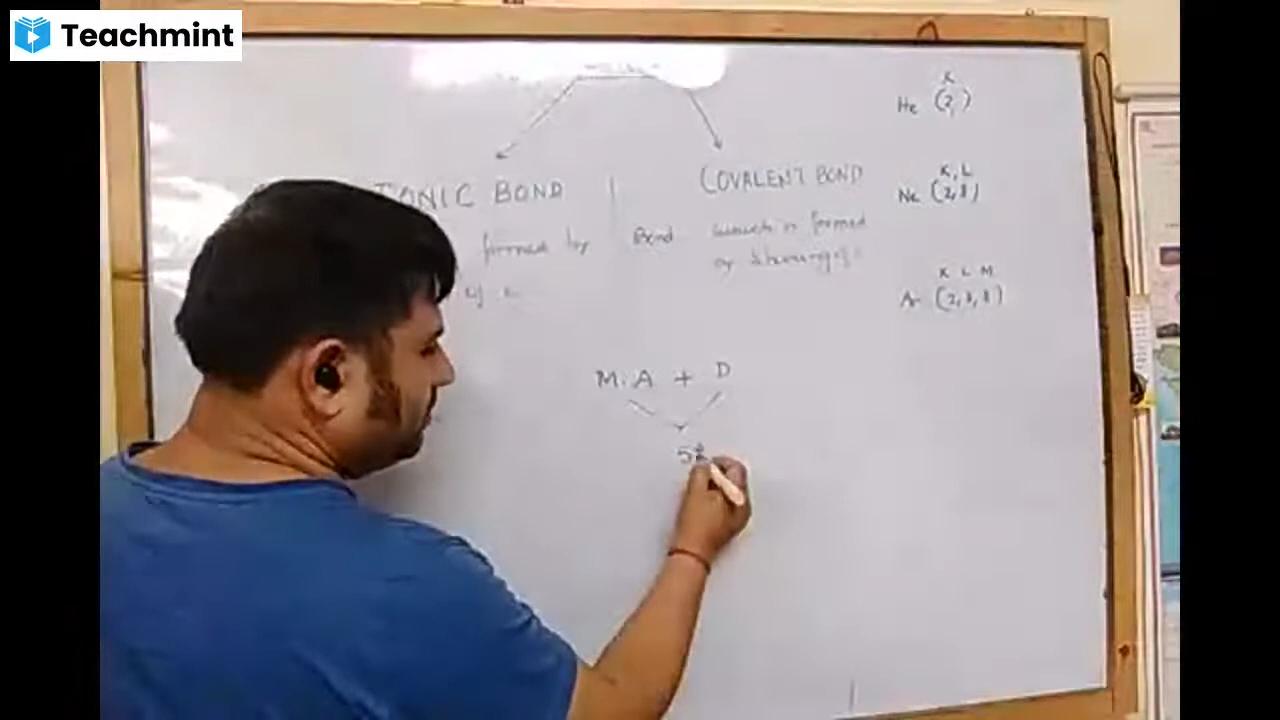 Teachmint
K
He (2, )
IONIC BOND
COVALENT BOND
K, L
Ne (2,8)
formed by
Bond which is formed
by sharing of
K L M
Ar (2, 8, 8)
M.A + D